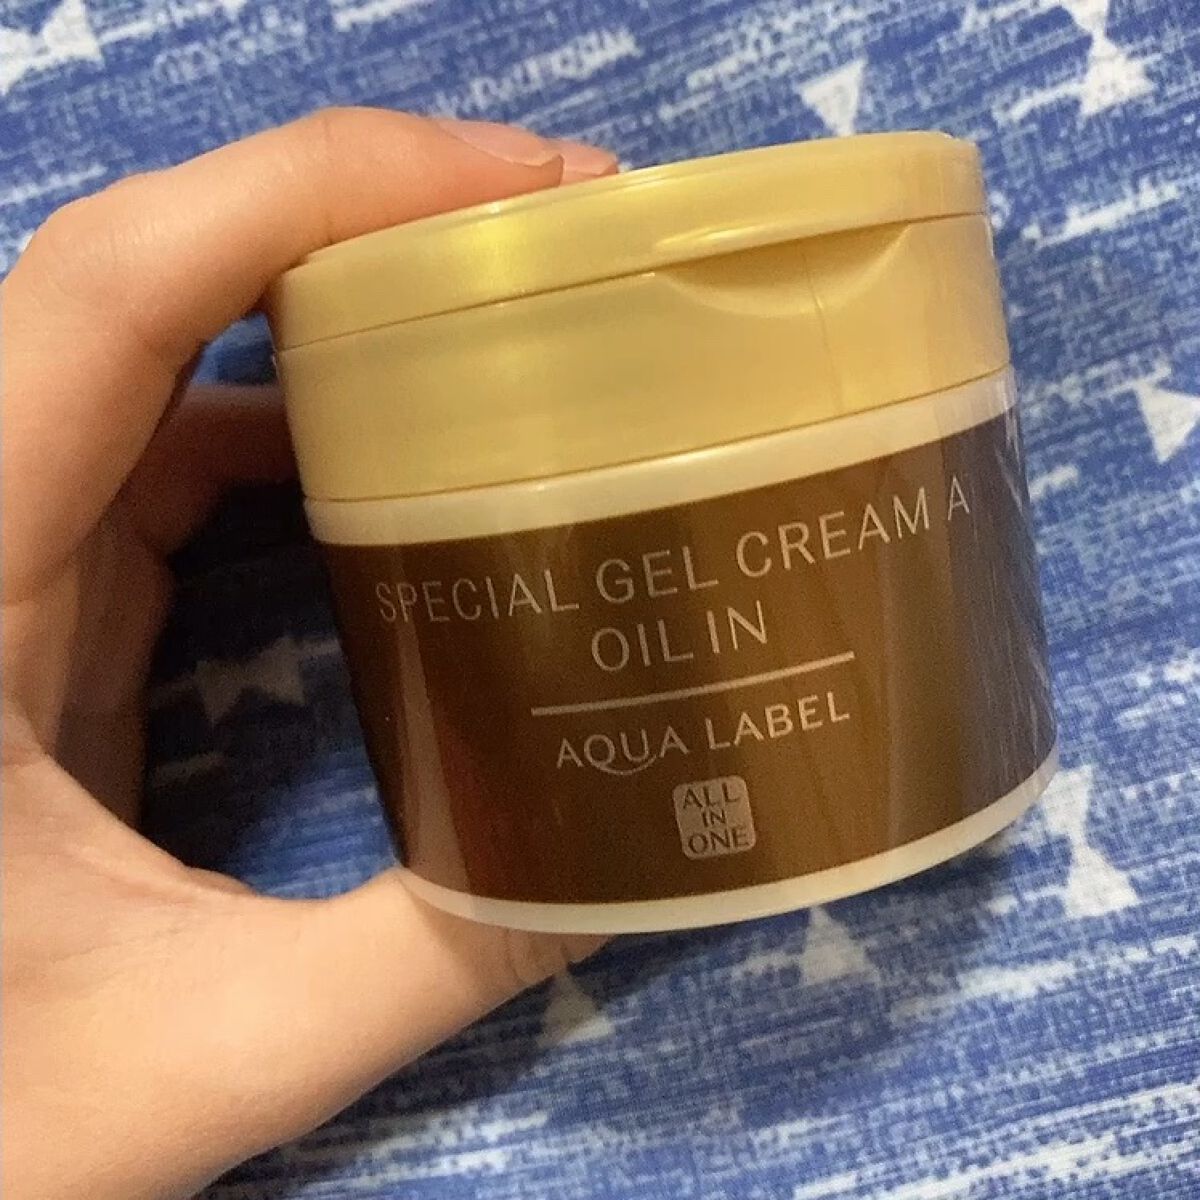 SPECIAL GEL CREAM A
OIL IN
AQUA LABEL
ALL
IN
ONE